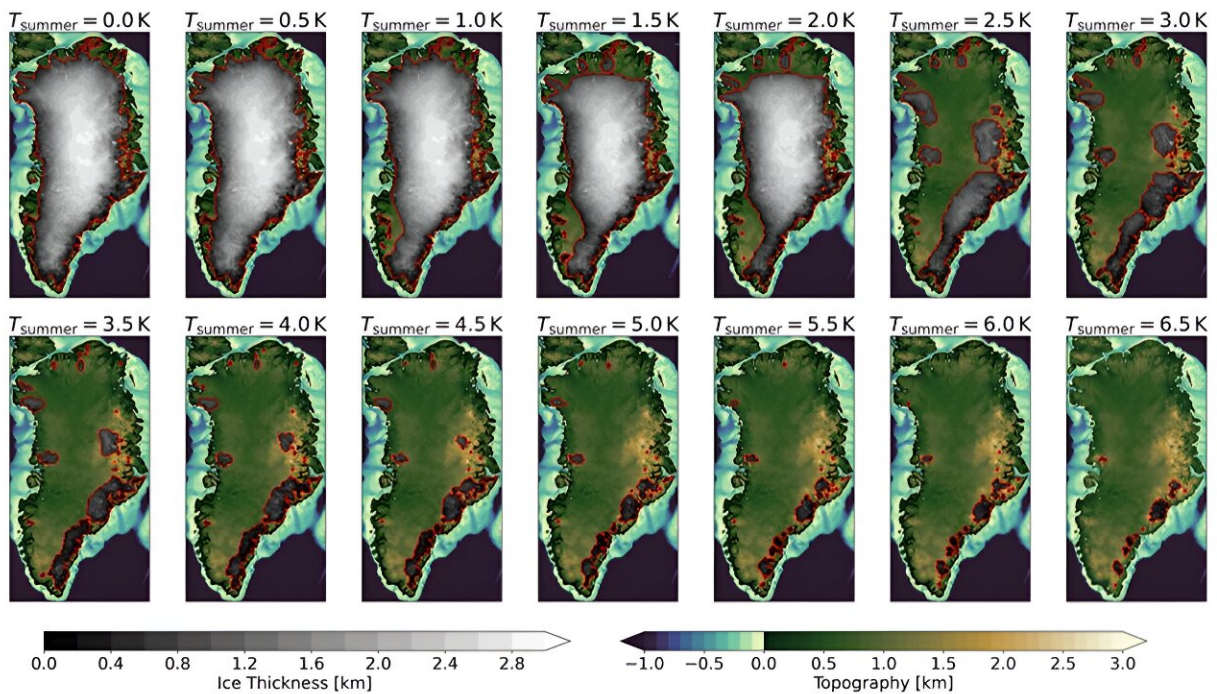 T_summer = 0.0 K T_summer = 0.5 K T_summer = 1.0 K T_summer = 1.5 K T_summer = 2.0 K T_summer = 2.5 K T_summer = 3.0 K
T_summer = 3.5 K T_summer = 4.0 K T_summer = 4.5 K T_summer = 5.0 K T_summer = 5.5 K T_summer = 6.0 K T_summer = 6.5 K
0.0 0.4 0.8 1.2 1.6 2.0 2.4 2.8 −1.0 −0.5 0.0 0.5 1.0 1.5 2.0 2.5 3.0
Ice Thickness [km] Topography [km]